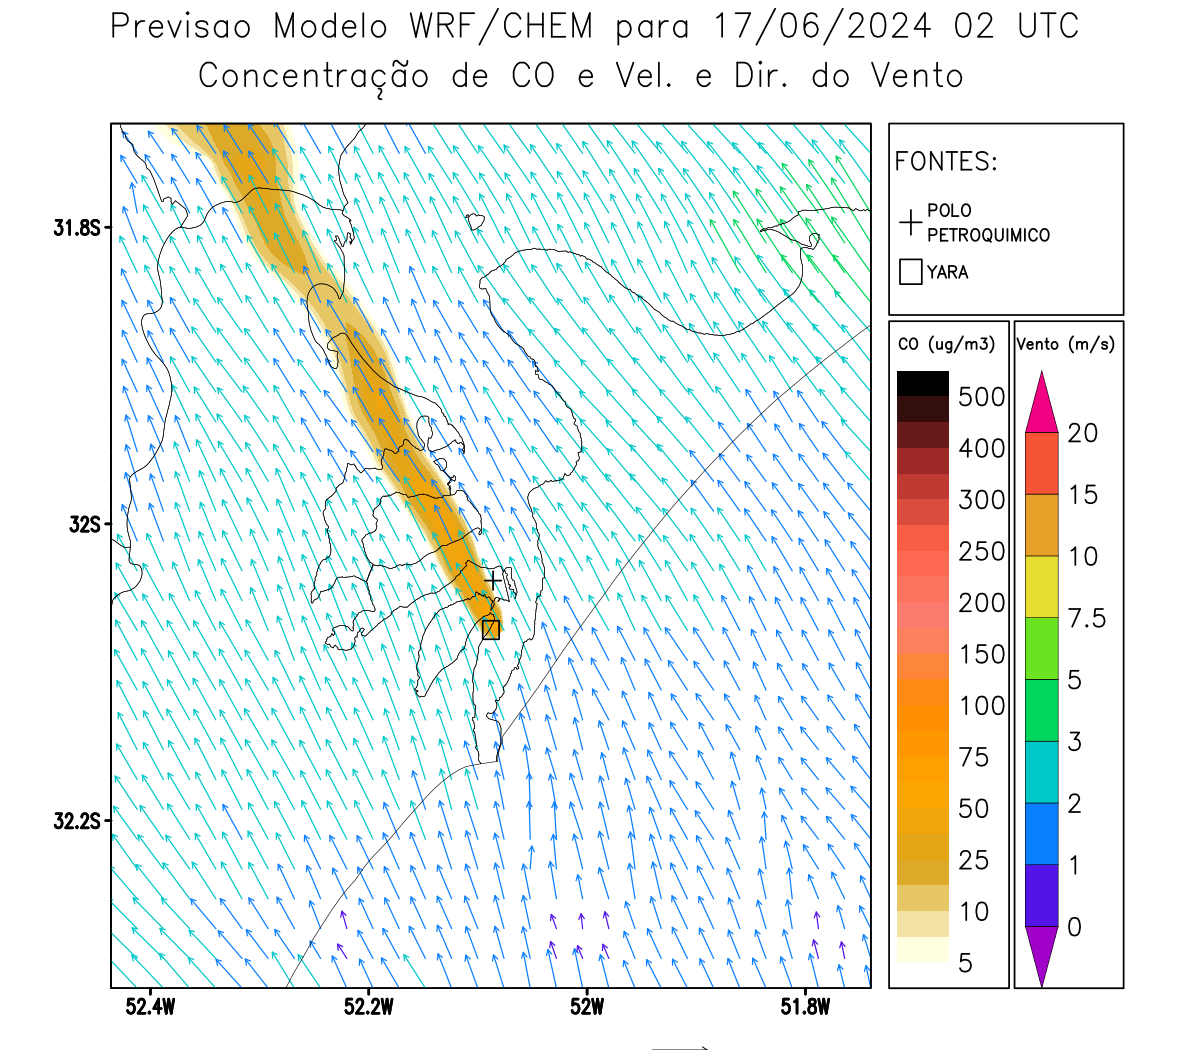 Previsao Modelo WRF/CHEM para 17/06/2024 02 UTC
Concentração de CO e Vel. e Dir. do Vento
FONTES:
POLO
PETROQUIMICO
YARA
CO (ug/m3)
500
400
300
250
200
150
100
75
50
25
10
5
Vento (m/s)
20
15
10
7.5
5
3
2
1
0
31.8S
32S
32.2S
52.4W
52.2W
52W
51.8W